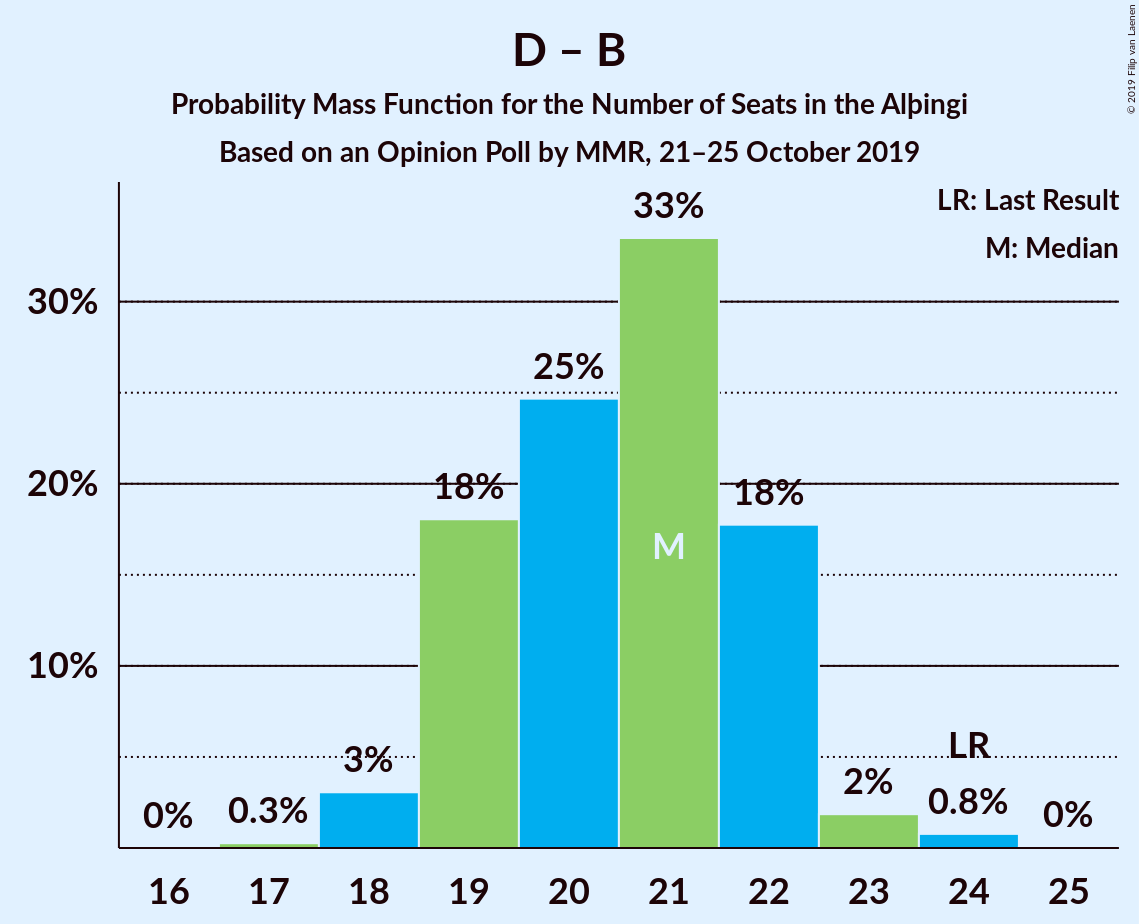 D – B
Probability Mass Function for the Number of Seats in the Alþingi
Based on an Opinion Poll by MMR, 21–25 October 2019
© 2019 Filip van Laenen
LR: Last Result
M: Median
33%
30%
25%
20%
18%
18%
M
10%
LR
3%
2%
0%
0.3%
0.8%
0%
16 17 18 19 20 21 22 23 24 25